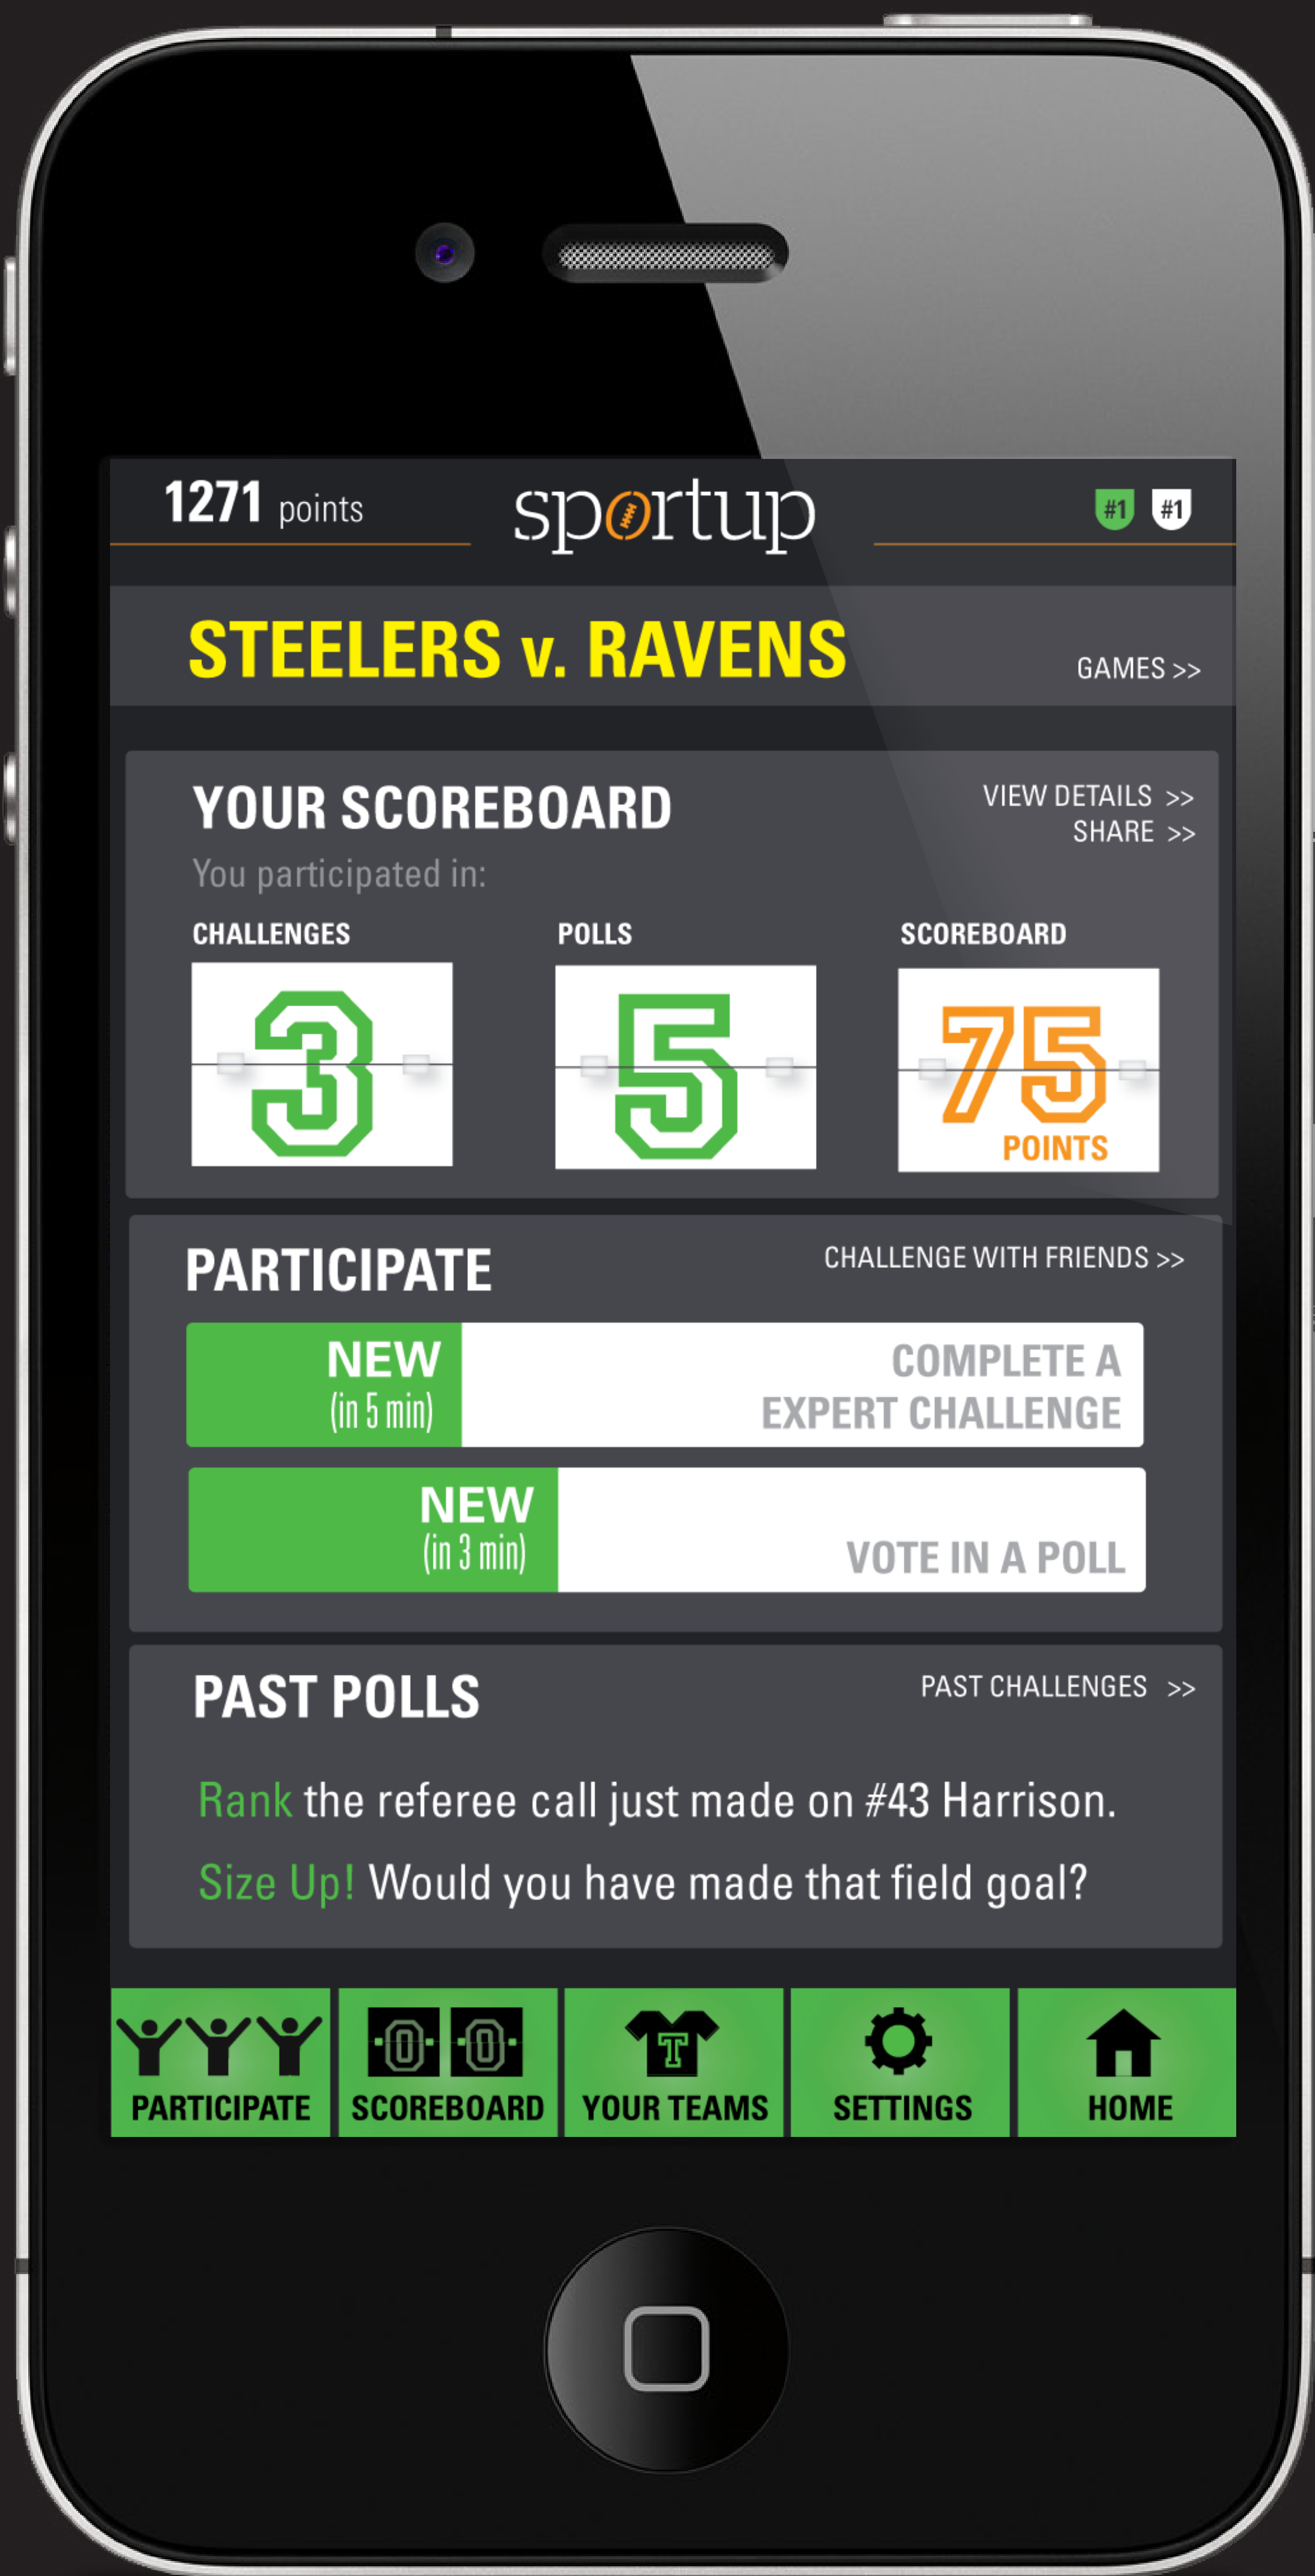 1271 points
sportup
#1 #1
STEELERS v. RAVENS
GAMES >>
YOUR SCOREBOARD
VIEW DETAILS >>
SHARE >>
You participated in:
CHALLENGES
3
POLLS
5
SCOREBOARD
75
POINTS
PARTICIPATE
CHALLENGE WITH FRIENDS >>
NEW
(in 5 min)
COMPLETE A
EXPERT CHALLENGE
NEW
(in 3 min)
VOTE IN A POLL
PAST POLLS
PAST CHALLENGES >>
Rank the referee call just made on #43 Harrison.
Size Up! Would you have made that field goal?
PARTICIPATE
0 0
SCOREBOARD
T
YOUR TEAMS
SETTINGS
HOME